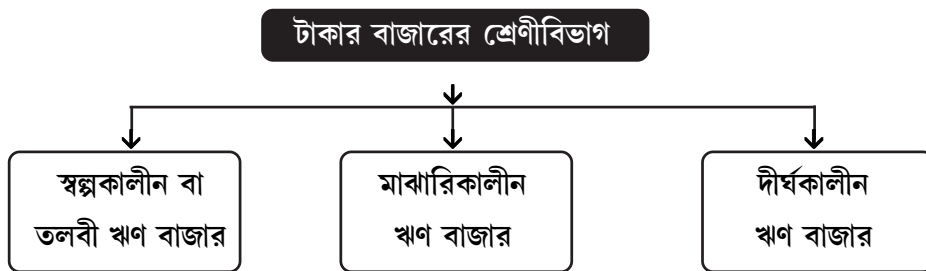 টাকার বাজারের শ্রেণীবিভাগ
স্বল্পকালীন বা
তলবী ঋণ বাজার
মাঝারিকালীন
ঋণ বাজার
দীর্ঘকালীন
ঋণ বাজার